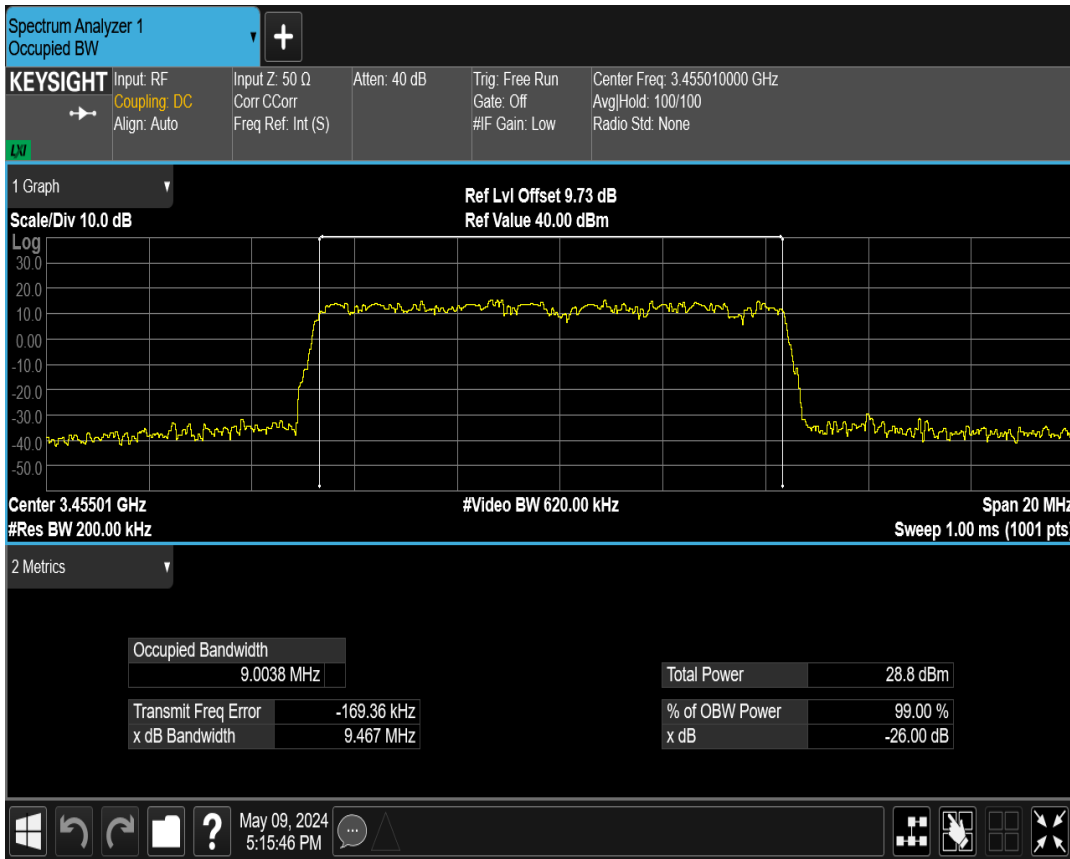 Spectrum Analyzer 1
Occupied BW
+
KEYSIGHT
LXI
Input: RF
Coupling: DC
Align: Auto
Input Z: 50 Ω
Corr CCorr
Freq Ref: Int (S)
Atten: 40 dB
Trig: Free Run
Gate: Off
#IF Gain: Low
Center Freq: 3.455010000 GHz
Avg|Hold: 100/100
Radio Std: None
1 Graph
Scale/Div 10.0 dB
Ref Lvl Offset 9.73 dB
Ref Value 40.00 dBm
Log
30.0
20.0
10.0
0.00
-10.0
-20.0
-30.0
-40.0
-50.0
Center 3.45501 GHz
#Video BW 620.00 kHz
Span 20 MHz
#Res BW 200.00 kHz
Sweep 1.00 ms (1001 pts)
2 Metrics
Occupied Bandwidth
9.0038 MHz
Total Power 28.8 dBm
Transmit Freq Error -169.36 kHz
% of OBW Power 99.00 %
x dB Bandwidth 9.467 MHz
x dB -26.00 dB
?
May 09, 2024
5:15:46 PM